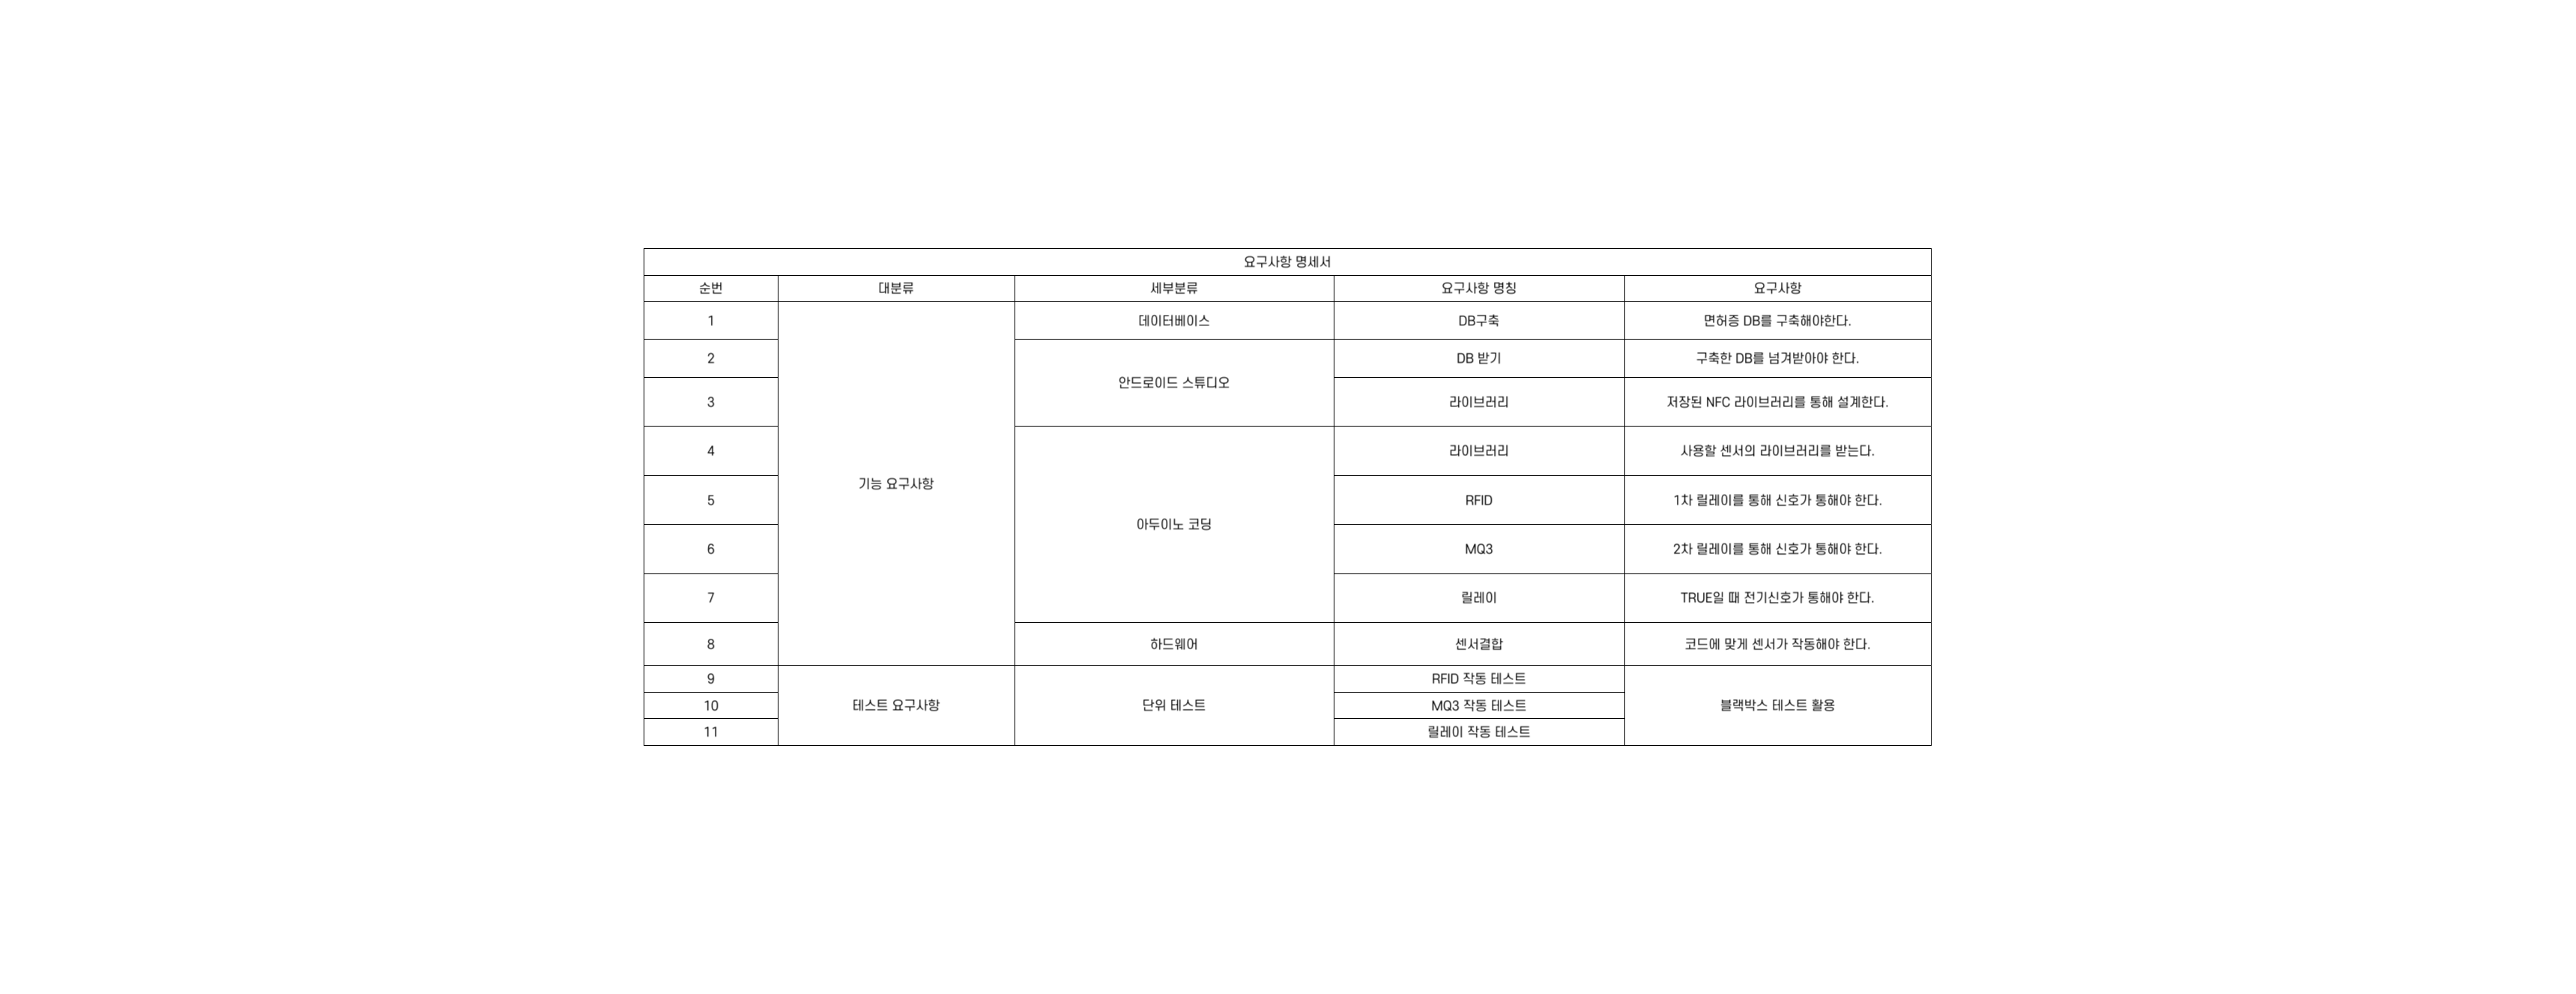 요구사항 명세서
순번 대분류 세부분류 요구사항 명칭 요구사항
1 데이터베이스 DB구축 면허증 DB를 구축해야한다.
2 DB 받기 구축한 DB를 넘겨받아야 한다.
안드로이드 스튜디오
3 라이브러리 저장된 NFC 라이브러리를 통해 설계한다.
4 라이브러리 사용할 센서의 라이브러리를 받는다.
기능 요구사항
5 RFID 1차 릴레이를 통해 신호가 통해야 한다.
아두이노 코딩
6 MQ3 2차 릴레이를 통해 신호가 통해야 한다.
7 릴레이 TRUE일 때 전기신호가 통해야 한다.
8 하드웨어 센서결합 코드에 맞게 센서가 작동해야 한다.
9 RFID 작동 테스트
10 테스트 요구사항 단위 테스트 MQ3 작동 테스트 블랙박스 테스트 활용
11 릴레이 작동 테스트